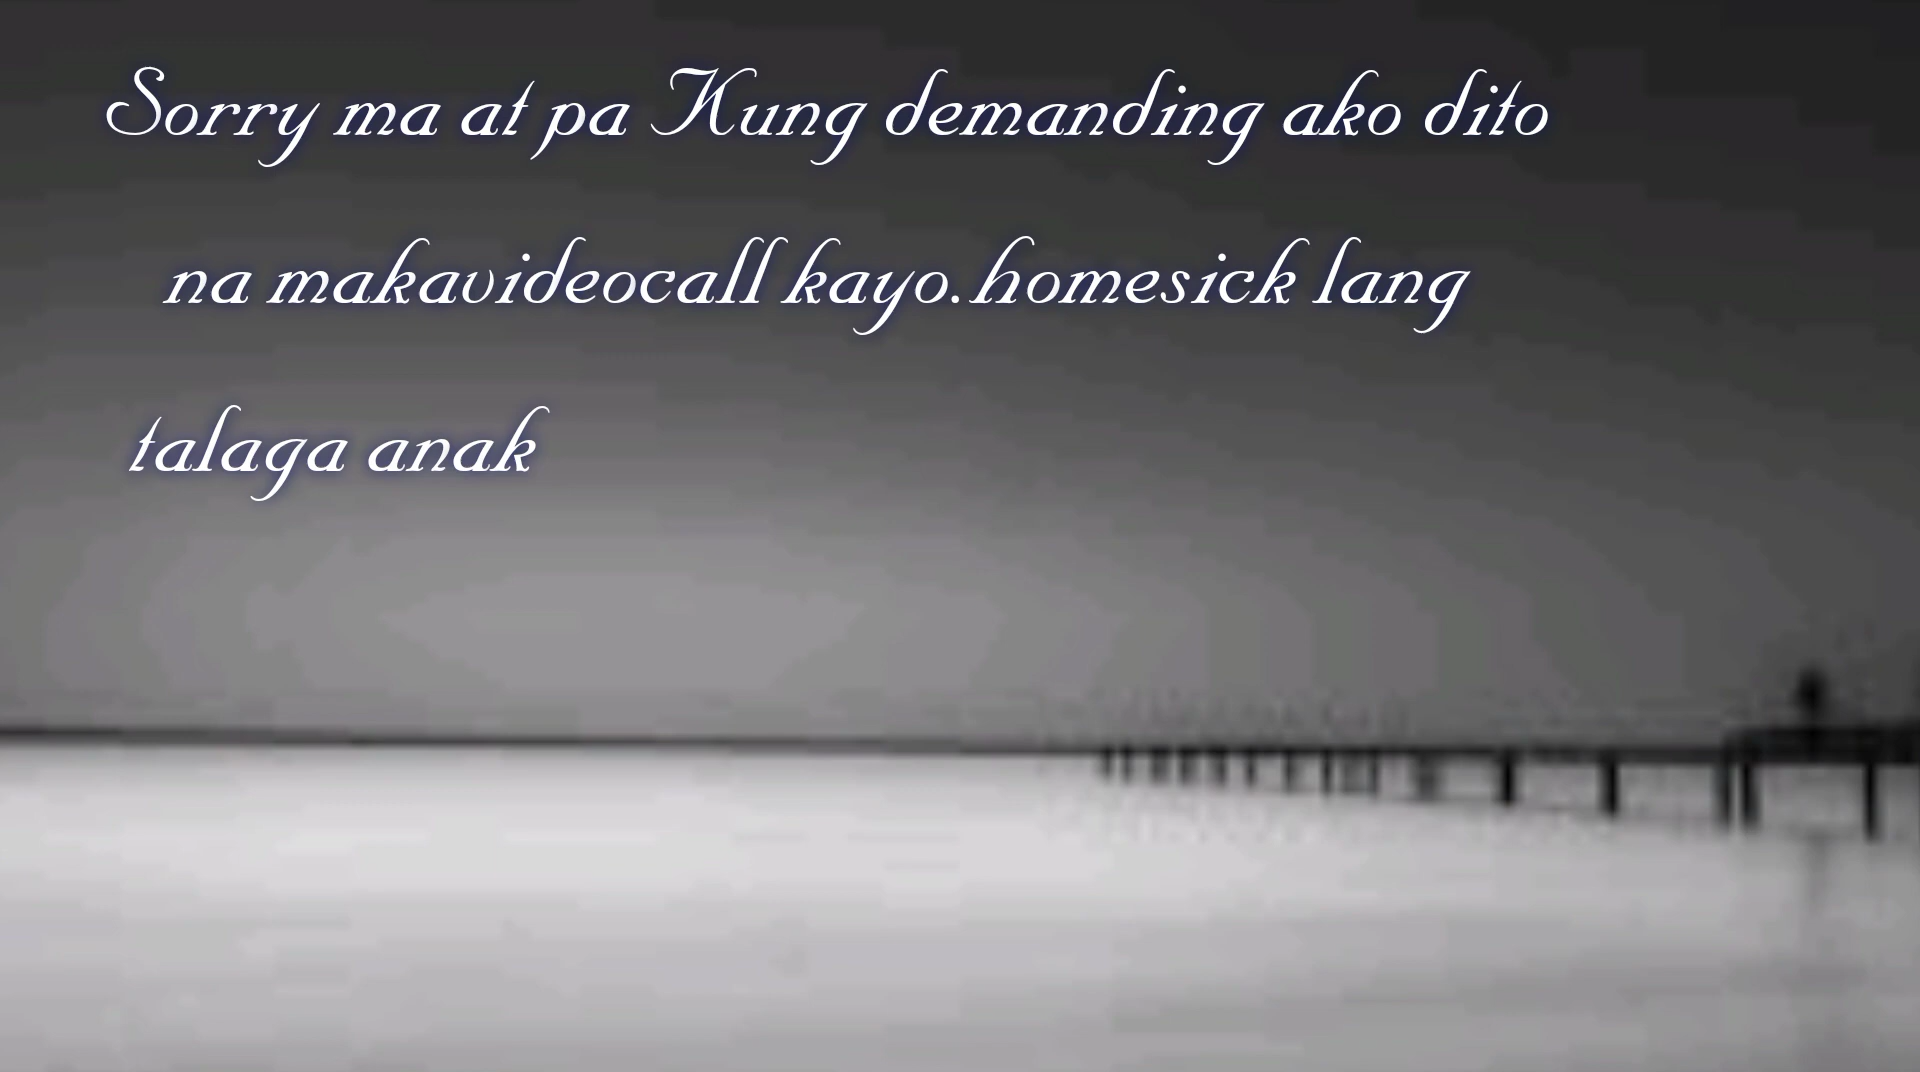 Sorry ma at pa Kung demanding ako dito
na makavideocall kayo.homesick lang
talaga anak